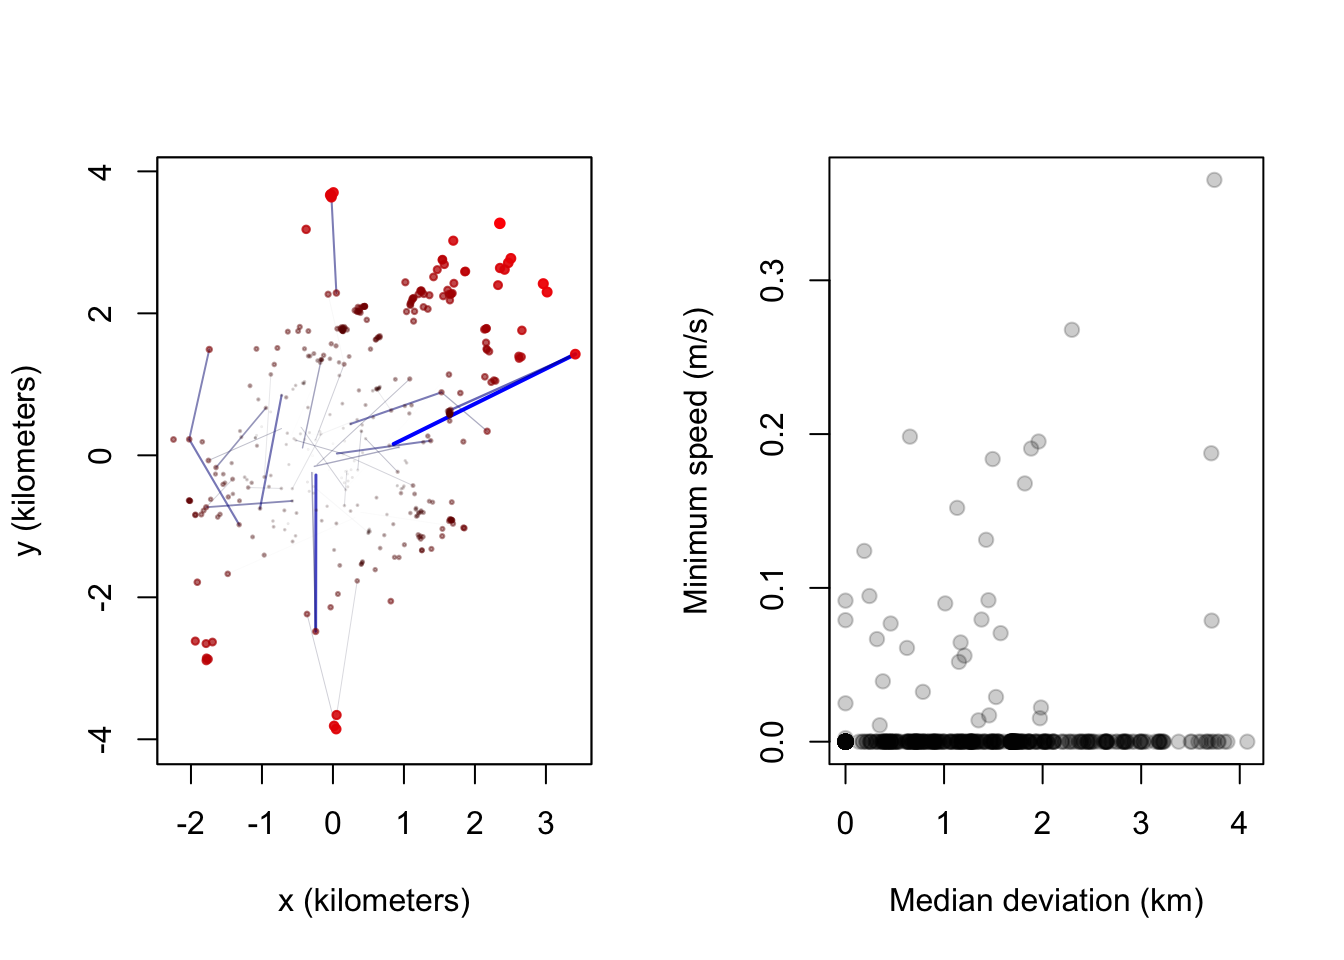 4
2
0
-2
-4
y (kilometers)
-2 -1 0 1 2 3
x (kilometers)
0.3
0.2
0.1
0.0
Minimum speed (m/s)
0 1 2 3 4
Median deviation (km)